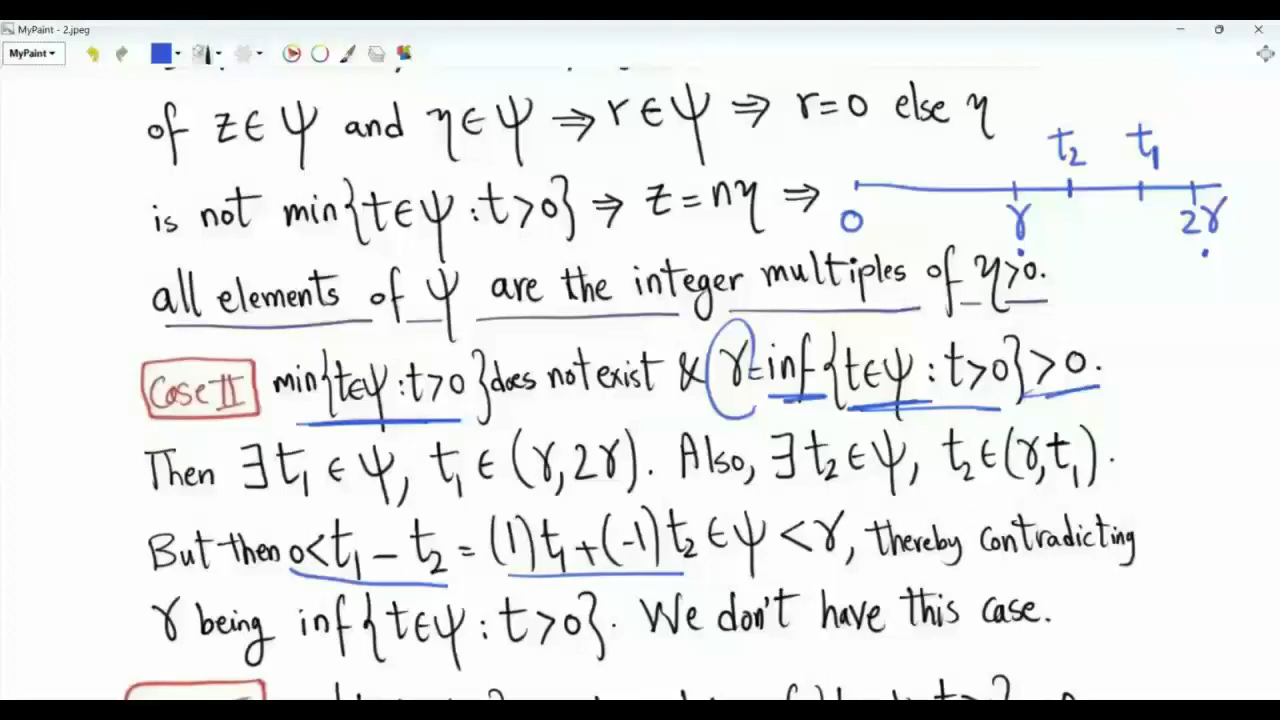 MyPaint - 2.jpeg
MyPaint
of z∈Ψ and η∈Ψ ⇒ r∈Ψ ⇒ r=0 else η
is not min{t∈Ψ : t>0} ⇒ z = nη ⇒
0 γ t₂ t₁ 2γ
all elements of Ψ are the integer multiples of η>0.
Case II min{t∈Ψ : t>0} does not exist & γ = inf{t∈Ψ : t>0} > 0.
Then ∃ t₁ ∈ Ψ, t₁ ∈ (γ, 2γ). Also, ∃ t₂ ∈ Ψ, t₂ ∈ (γ, t₁).
But then 0 < t₁ − t₂ = (1)t₁ + (−1)t₂ ∈ Ψ < γ, thereby contradicting
γ being inf{t∈Ψ : t>0}. We don't have this case.